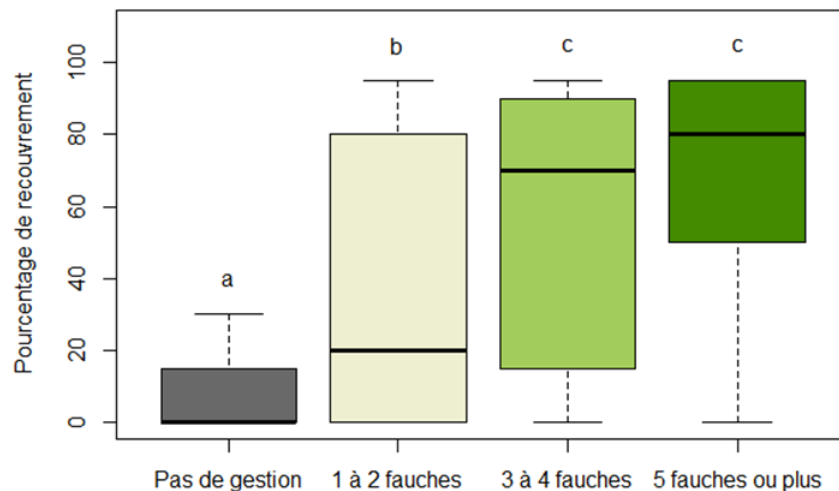 Pourcentage de recouvrement
100
80
60
40
20
0
a
b
c
c
Pas de gestion
1 à 2 fauches
3 à 4 fauches
5 fauches ou plus